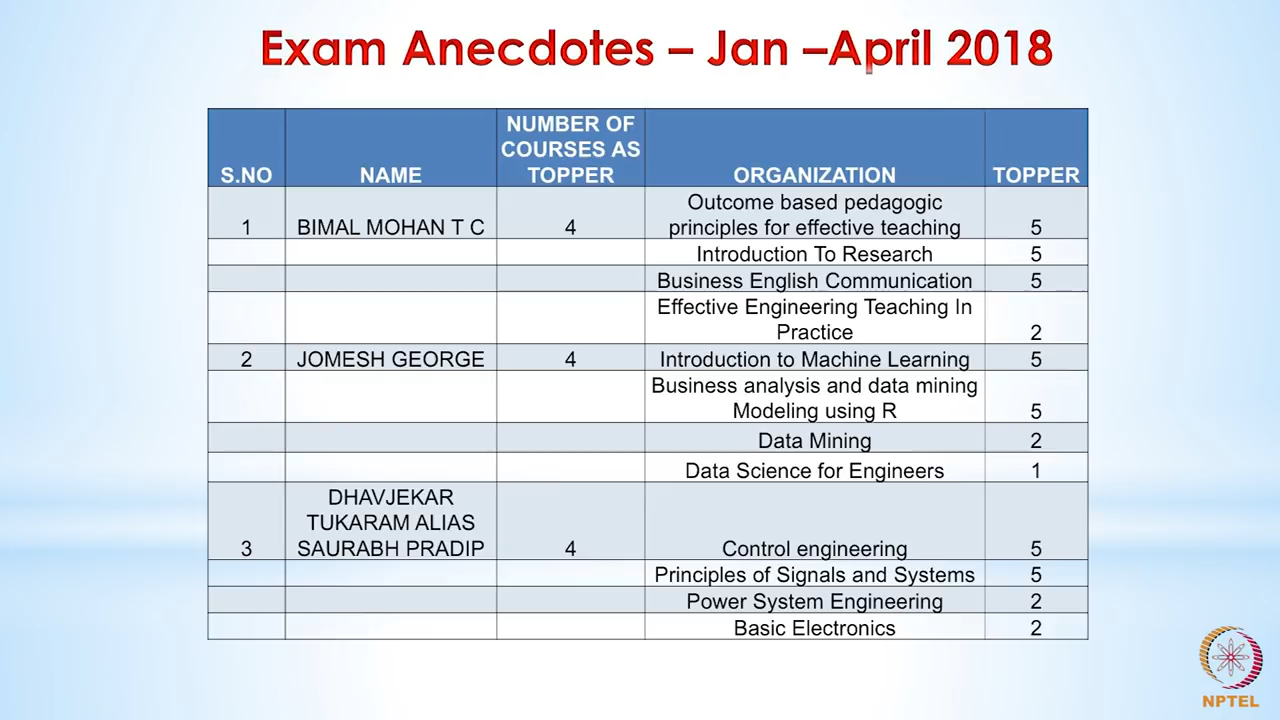 Exam Anecdotes – Jan –April 2018
S.NO NAME NUMBER OF COURSES AS TOPPER ORGANIZATION TOPPER
1 BIMAL MOHAN T C 4 Outcome based pedagogic principles for effective teaching 5
Introduction To Research 5
Business English Communication 5
Effective Engineering Teaching In Practice 2
2 JOMESH GEORGE 4 Introduction to Machine Learning 5
Business analysis and data mining Modeling using R 5
Data Mining 2
Data Science for Engineers 1
3 DHAVJEKAR TUKARAM ALIAS SAURABH PRADIP 4 Control engineering 5
Principles of Signals and Systems 5
Power System Engineering 2
Basic Electronics 2
NPTEL